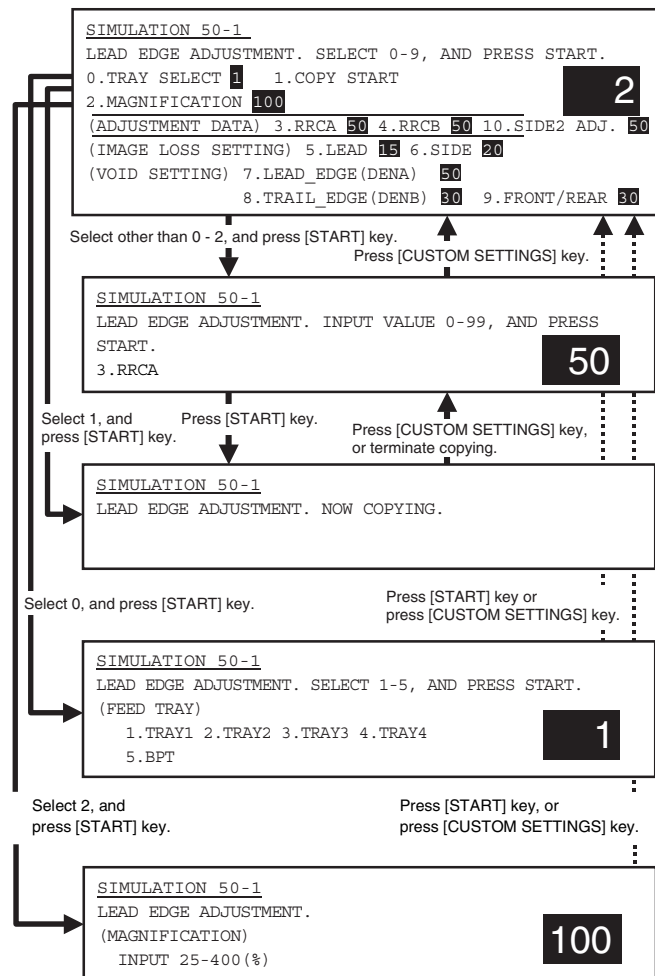 SIMULATION 50-1
LEAD EDGE ADJUSTMENT. SELECT 0-9, AND PRESS START.
0.TRAY SELECT 1 1.COPY START
2
2.MAGNIFICATION 100
(ADJUSTMENT DATA) 3.RRCA 50 4.RRCB 50 10.SIDE2 ADJ. 50
(IMAGE LOSS SETTING) 5.LEAD 15 6.SIDE 20
(VOID SETTING) 7.LEAD_EDGE(DENA) 50
8.TRAIL_EDGE(DENB) 30 9.FRONT/REAR 30
Select other than 0 - 2, and press [START] key.
Press [CUSTOM SETTINGS] key.
SIMULATION 50-1
LEAD EDGE ADJUSTMENT. INPUT VALUE 0-99, AND PRESS
START.
50
3.RRCA
Select 1, and
press [START] key.
Press [START] key.
Press [CUSTOM SETTINGS] key,
or terminate copying.
SIMULATION 50-1
LEAD EDGE ADJUSTMENT. NOW COPYING.
Select 0, and press [START] key.
Press [START] key or
press [CUSTOM SETTINGS] key.
SIMULATION 50-1
LEAD EDGE ADJUSTMENT. SELECT 1-5, AND PRESS START.
(FEED TRAY)
1.TRAY1 2.TRAY2 3.TRAY3 4.TRAY4
1
5.BPT
Select 2, and
press [START] key.
Press [START] key, or
press [CUSTOM SETTINGS] key.
SIMULATION 50-1
LEAD EDGE ADJUSTMENT.
(MAGNIFICATION)
100
INPUT 25-400(%)